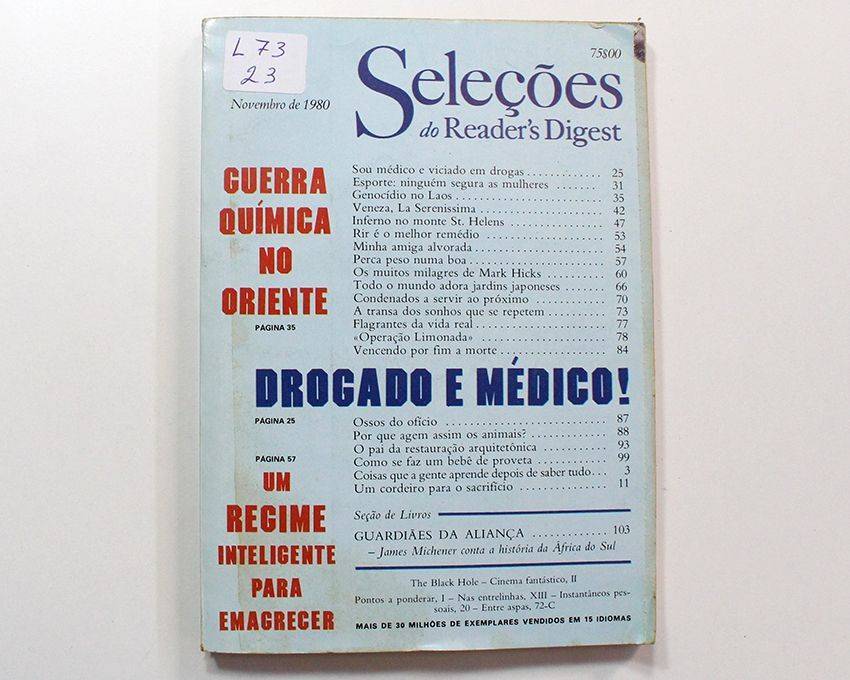 L 73
23
75$00
Novembro de 1980
Seleções
do Reader's Digest
GUERRA
QUÍMICA
NO
ORIENTE
PÁGINA 35
Sou médico e viciado em drogas . . . . . . . . . . . . 25
Esporte: ninguém segura as mulheres . . . . . . . 31
Genocídio no Laos . . . . . . . . . . . . . . . . . . . . . . . . 35
Veneza, La Serenissima . . . . . . . . . . . . . . . . . . . . 42
Inferno no monte St. Helens . . . . . . . . . . . . . . . 47
Rir é o melhor remédio . . . . . . . . . . . . . . . . . . . . 53
Minha amiga alvorada . . . . . . . . . . . . . . . . . . . . . 54
Perca peso numa boa . . . . . . . . . . . . . . . . . . . . . . 57
Os muitos milagres de Mark Hicks . . . . . . . . . . 60
Todo o mundo adora jardins japoneses . . . . . . . 66
Condenados a servir ao próximo . . . . . . . . . . . . 70
A transa dos sonhos que se repetem . . . . . . . . . . 73
Flagrantes da vida real . . . . . . . . . . . . . . . . . . . . . 77
«Operação Limonada» . . . . . . . . . . . . . . . . . . . . . 78
Vencendo por fim a morte . . . . . . . . . . . . . . . . . 84
DROGADO E MÉDICO!
PÁGINA 25
Ossos do ofício . . . . . . . . . . . . . . . . . . . . . . . . . . 87
Por que agem assim os animais? . . . . . . . . . . . . 88
O pai da restauração arquitetônica . . . . . . . . . . 93
Como se faz um bebê de proveta . . . . . . . . . . . . 99
Coisas que a gente aprende depois de saber tudo . . . 3
Um cordeiro para o sacrifício . . . . . . . . . . . . . . . 11
PÁGINA 57
UM
REGIME
INTELIGENTE
PARA
EMAGRECER
Seção de Livros
GUARDIÃES DA ALIANÇA . . . . . . . . . . . . 103
– James Michener conta a história da África do Sul
The Black Hole – Cinema fantástico, II
Pontos a ponderar, I – Nas entrelinhas, XIII – Instantâneos pes-
soais, 20 – Entre aspas, 72-C
MAIS DE 30 MILHÕES DE EXEMPLARES VENDIDOS EM 15 IDIOMAS